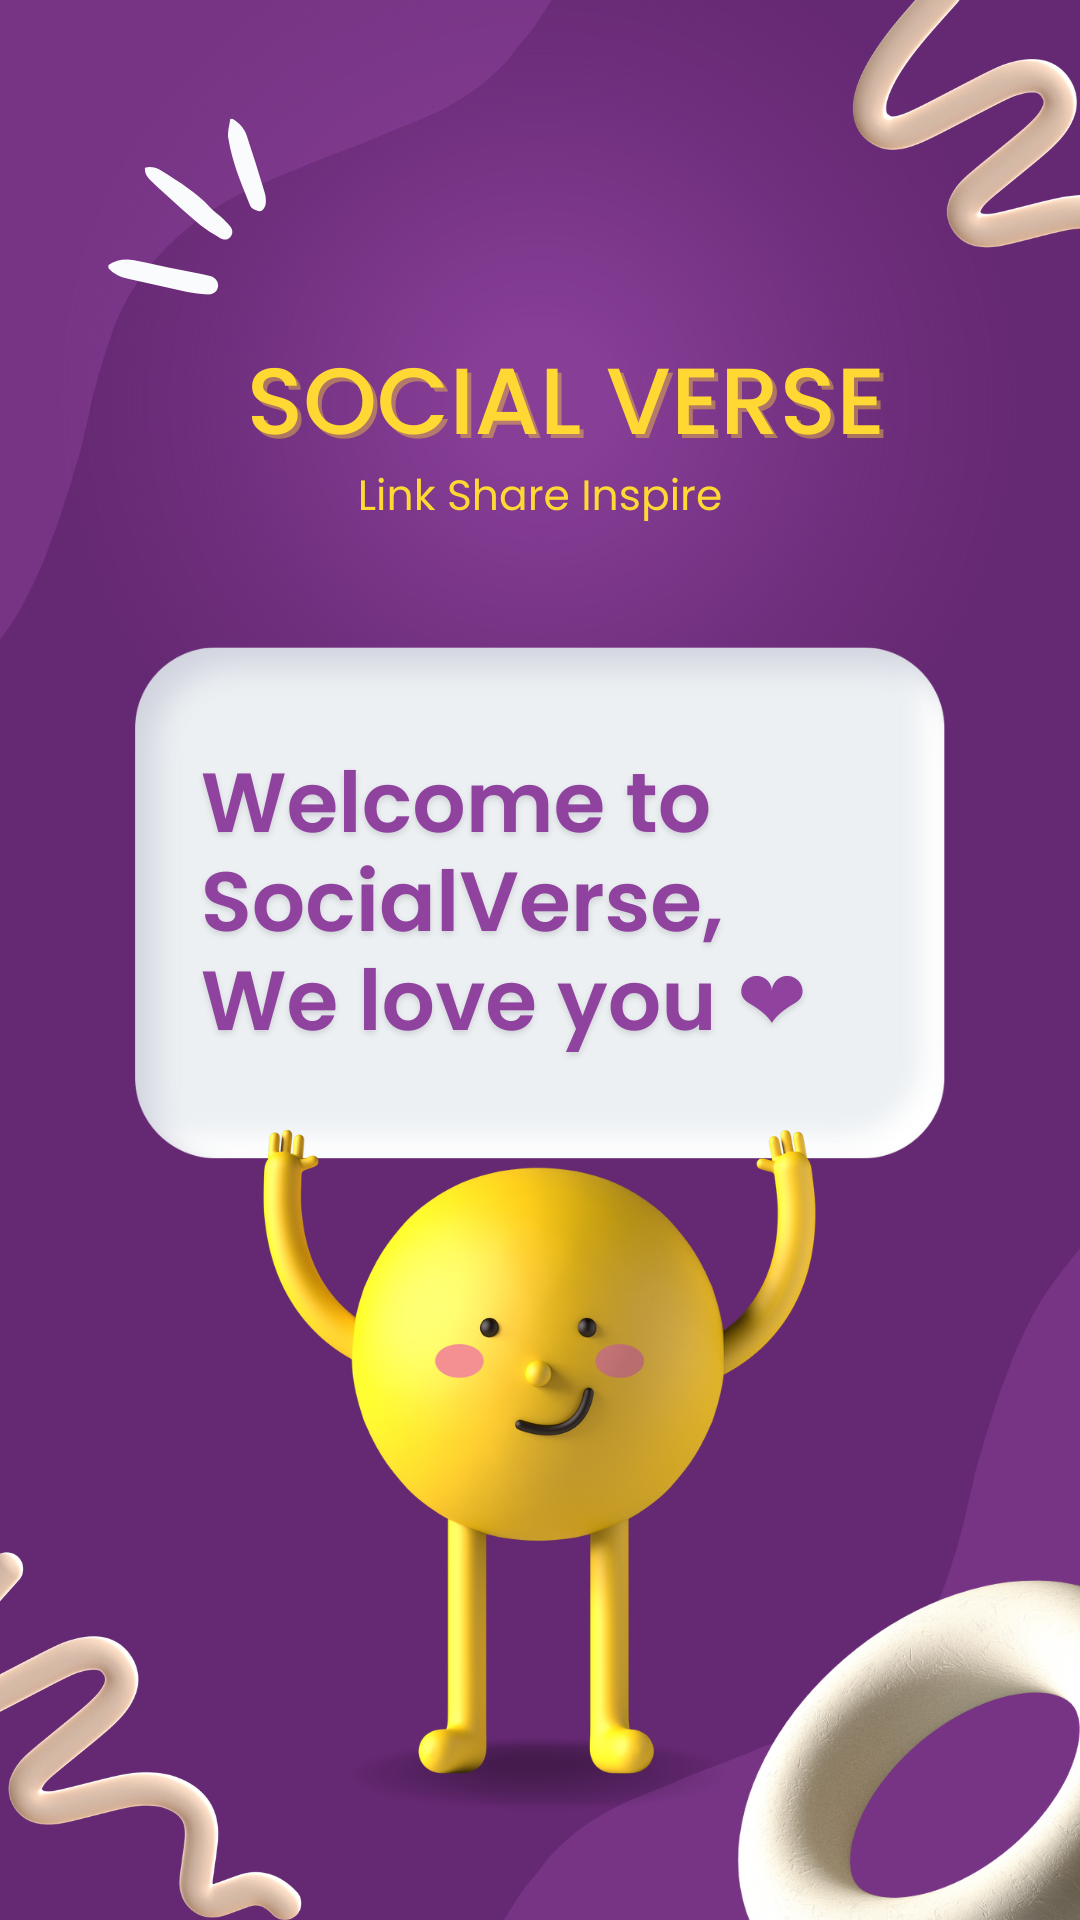 SOCIAL VERSE
Link Share Inspire
Welcome to
SocialVerse,
We love you ❤